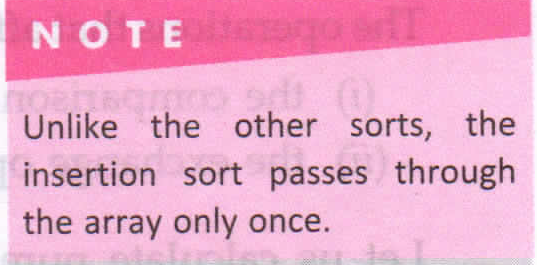 NOTE
Unlike the other sorts, the
insertion sort passes through
the array only once.